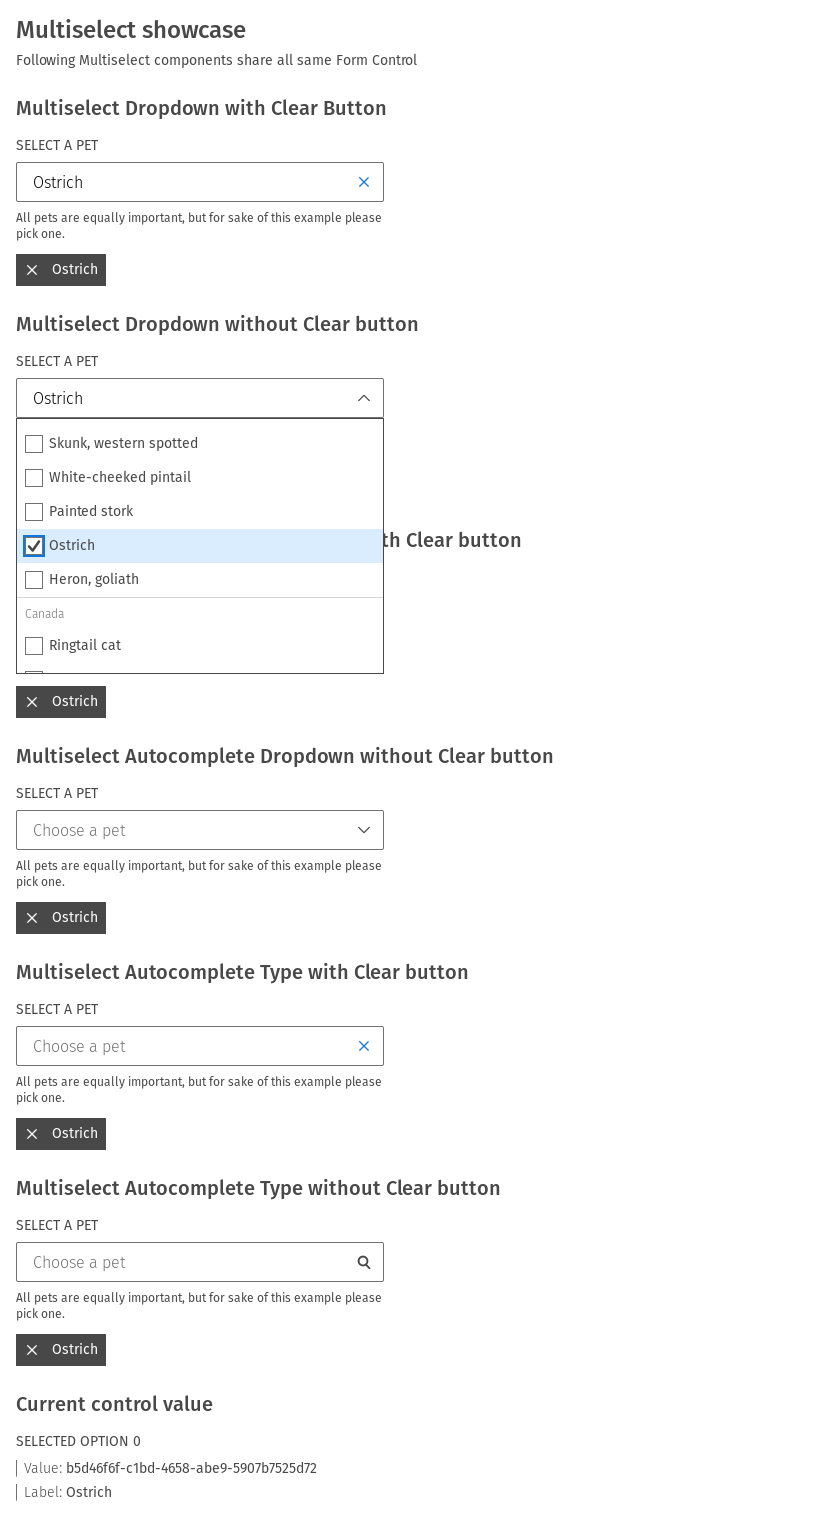 Multiselect showcase
Following Multiselect components share all same Form Control
Multiselect Dropdown with Clear Button
SELECT A PET
Ostrich
All pets are equally important, but for sake of this example please
pick one.
Ostrich
Multiselect Dropdown without Clear button
SELECT A PET
Ostrich
Skunk, western spotted
White-cheeked pintail
Painted stork
th Clear button
Ostrich
Heron, goliath
Canada
Ringtail cat
Ostrich
Multiselect Autocomplete Dropdown without Clear button
SELECT A PET
Choose a pet
All pets are equally important, but for sake of this example please
pick one.
Ostrich
Multiselect Autocomplete Type with Clear button
SELECT A PET
Choose a pet
All pets are equally important, but for sake of this example please
pick one.
Ostrich
Multiselect Autocomplete Type without Clear button
SELECT A PET
Choose a pet
All pets are equally important, but for sake of this example please
pick one.
Ostrich
Current control value
SELECTED OPTION 0
Value: b5d46f6f-c1bd-4658-abe9-5907b7525d72
Label: Ostrich